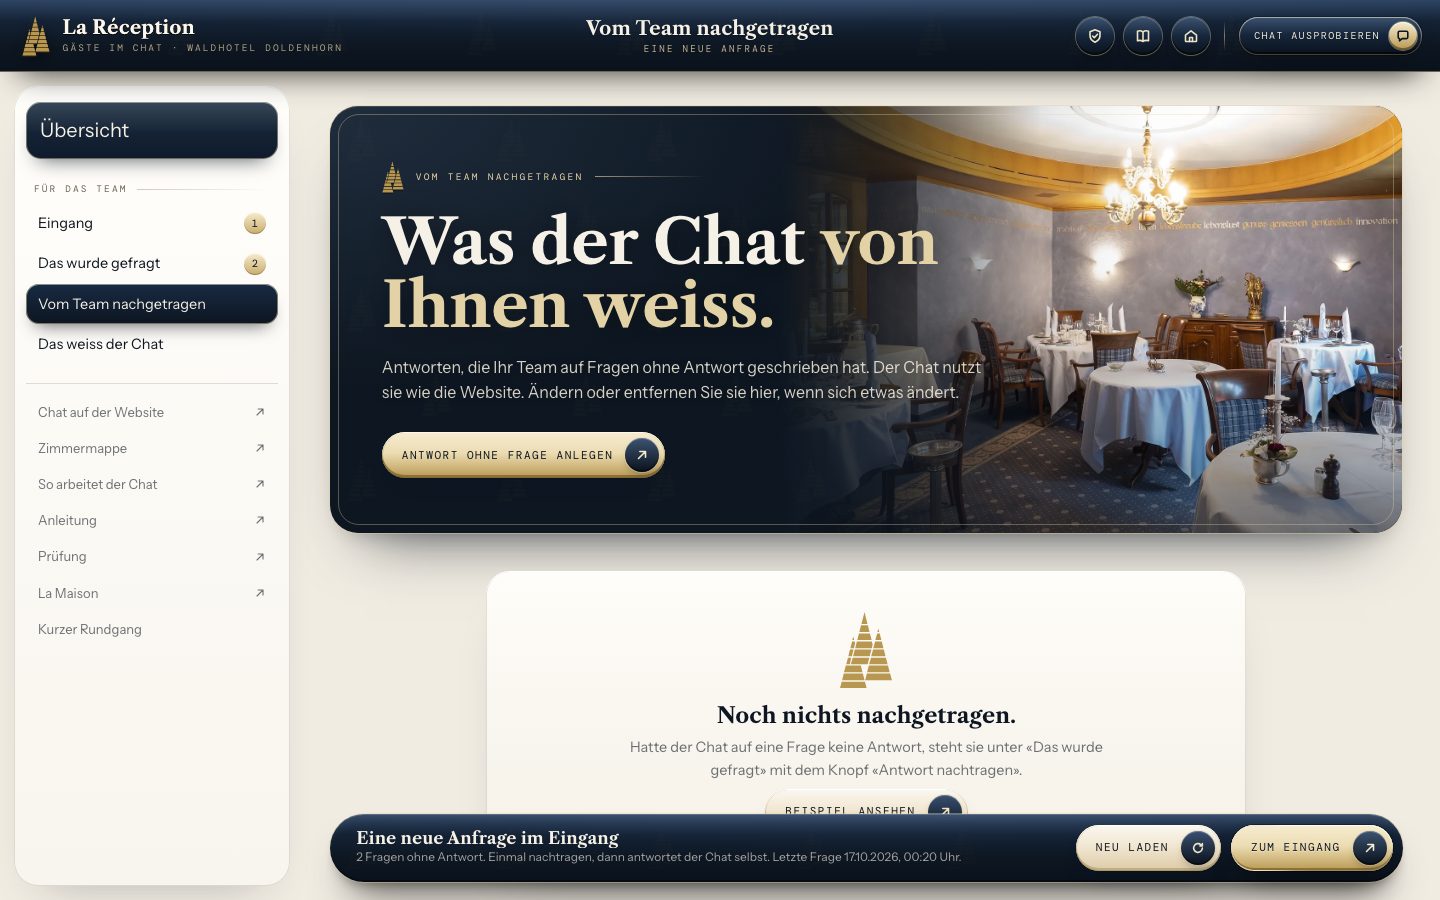 La Réception
GÄSTE IM CHAT · WALDHOTEL DOLDENHORN
Vom Team nachgetragen
EINE NEUE ANFRAGE
CHAT AUSPROBIEREN
Übersicht
FÜR DAS TEAM
Eingang 1
Das wurde gefragt 2
Vom Team nachgetragen
Das weiss der Chat
Chat auf der Website
Zimmermappe
So arbeitet der Chat
Anleitung
Prüfung
La Maison
Kurzer Rundgang
VOM TEAM NACHGETRAGEN
Was der Chat von
Ihnen weiss.
Antworten, die Ihr Team auf Fragen ohne Antwort geschrieben hat. Der Chat nutzt
sie wie die Website. Ändern oder entfernen Sie sie hier, wenn sich etwas ändert.
ANTWORT OHNE FRAGE ANLEGEN
lebenslust genuss geniessen genüsslich innovation
Noch nichts nachgetragen.
Hatte der Chat auf eine Frage keine Antwort, steht sie unter «Das wurde
gefragt» mit dem Knopf «Antwort nachtragen».
BEISPIEL ANSEHEN
Eine neue Anfrage im Eingang
2 Fragen ohne Antwort. Einmal nachtragen, dann antwortet der Chat selbst. Letzte Frage 17.10.2026, 00:20 Uhr.
NEU LADEN
ZUM EINGANG